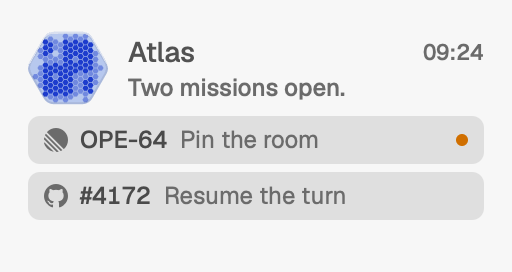 Atlas 09:24
Two missions open.
OPE-64 Pin the room
#4172 Resume the turn